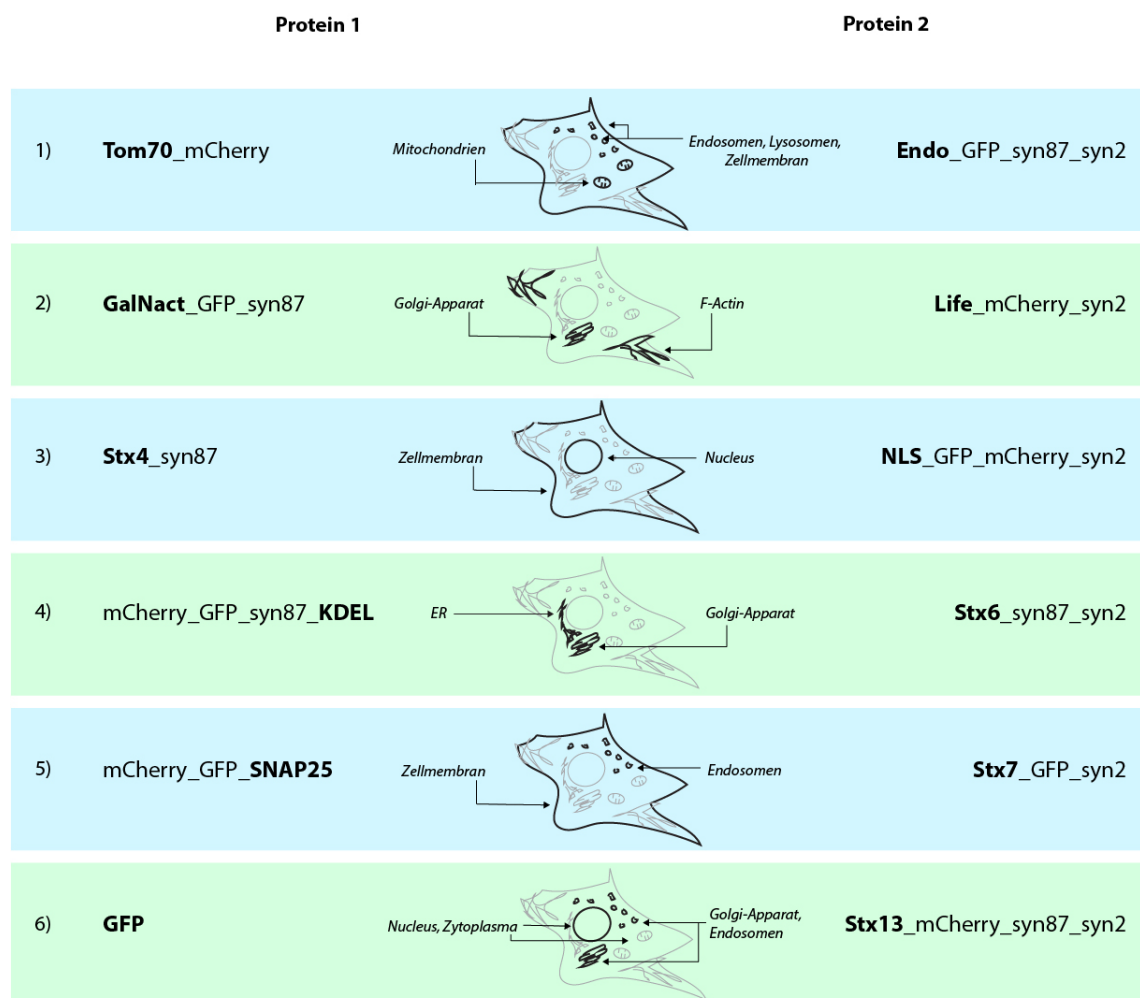 Protein 1 Protein 2
1) Tom70_mCherry Mitochondrien Endosomen, Lysosomen, Endo_GFP_syn87_syn2
Zellmembran
2) GalNact_GFP_syn87 Golgi-Apparat F-Actin Life_mCherry_syn2
3) Stx4_syn87 Zellmembran Nucleus NLS_GFP_mCherry_syn2
4) mCherry_GFP_syn87_KDEL ER Golgi-Apparat Stx6_syn87_syn2
5) mCherry_GFP_SNAP25 Zellmembran Endosomen Stx7_GFP_syn2
6) GFP Nucleus, Zytoplasma Golgi-Apparat, Stx13_mCherry_syn87_syn2
Endosomen